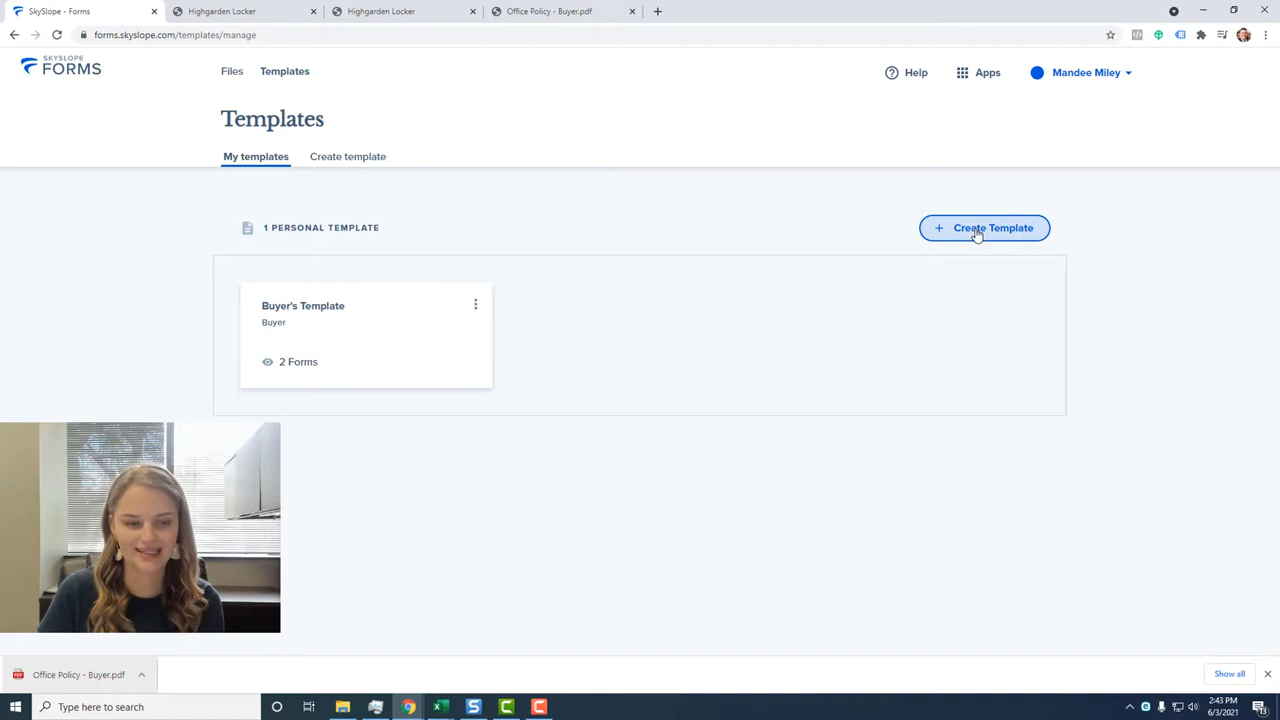 SkySlope - Forms
Highgarden Locker
Highgarden Locker
Office Policy - Buyer.pdf
forms.skyslope.com/templates/manage
SKYSLOPE
FORMS
Files
Templates
Help
Apps
Mandee Miley
Templates
My templates
Create template
1 PERSONAL TEMPLATE
+ Create Template
Buyer's Template
Buyer
2 Forms
Office Policy - Buyer.pdf
Show all
Type here to search
2:43 PM
6/3/2021